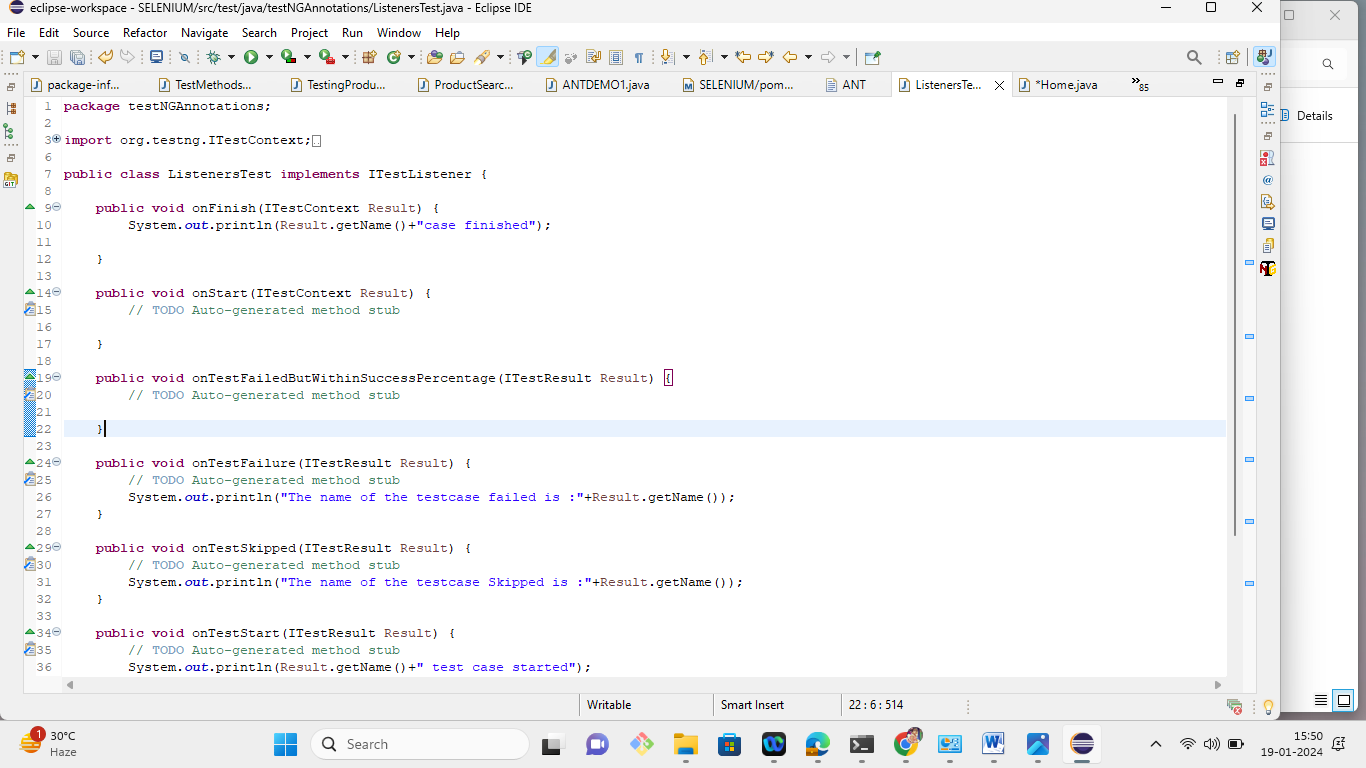 eclipse-workspace - SELENIUM/src/test/java/testNGAnnotations/ListenersTest.java - Eclipse IDE
File Edit Source Refactor Navigate Search Project Run Window Help
package-inf... TestMethods... TestingProdu... ProductSearc... ANTDEMO1.java SELENIUM/pom... ANT ListenersTe... *Home.java 85
Details
1 package testNGAnnotations;
2
3 import org.testng.ITestContext;
6
7 public class ListenersTest implements ITestListener {
8
9 public void onFinish(ITestContext Result) {
10 System.out.println(Result.getName()+"case finished");
11
12 }
13
14 public void onStart(ITestContext Result) {
15 // TODO Auto-generated method stub
16
17 }
18
19 public void onTestFailedButWithinSuccessPercentage(ITestResult Result) {
20 // TODO Auto-generated method stub
21
22 }
23
24 public void onTestFailure(ITestResult Result) {
25 // TODO Auto-generated method stub
26 System.out.println("The name of the testcase failed is :"+Result.getName());
27 }
28
29 public void onTestSkipped(ITestResult Result) {
30 // TODO Auto-generated method stub
31 System.out.println("The name of the testcase Skipped is :"+Result.getName());
32 }
33
34 public void onTestStart(ITestResult Result) {
35 // TODO Auto-generated method stub
36 System.out.println(Result.getName()+" test case started");
Writable Smart Insert 22 : 6 : 514
1
30°C
Haze
Search
15:50
19-01-2024